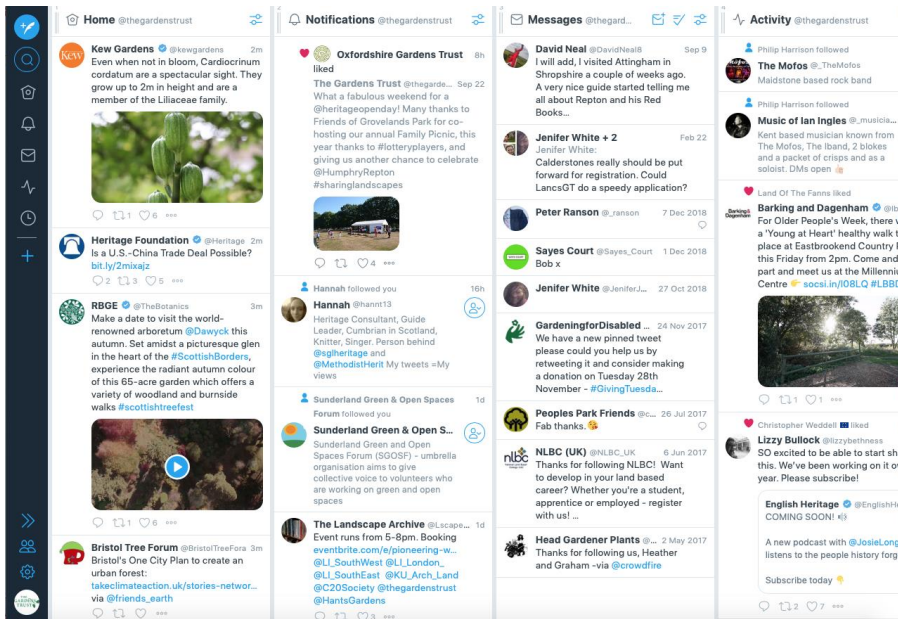 Home @thegardenstrust
Kew Gardens @kewgardens 2m
Even when not in bloom, Cardiocrinum
cordatum are a spectacular sight. They
grow up to 2m in height and are a
member of the Liliaceae family.
1 6
Heritage Foundation @Heritage 2m
Is a U.S.-China Trade Deal Possible?
bit.ly/2mixajz
2 3 5
RBGE @TheBotanics 3m
Make a date to visit the world-
renowned arboretum @Dawyck this
autumn. Set amidst a picturesque glen
in the heart of the #ScottishBorders,
experience the radiant autumn colour
of this 65-acre garden which offers a
variety of woodland and burnside
walks #scottishtreefest
1 6
Bristol Tree Forum @BristolTreeFora 3m
Bristol's One City Plan to create an
urban forest:
takeclimateaction.uk/stories-networ...
via @friends_earth
Notifications @thegardenstrust
Oxfordshire Gardens Trust 8h
liked
The Gardens Trust @thegarde... Sep 22
What a fabulous weekend for a
@heritageopenday! Many thanks to
Friends of Grovelands Park for co-
hosting our annual Family Picnic, this
year thanks to #lotteryplayers, and
giving us another chance to celebrate
@HumphryRepton
#sharinglandscapes
4
Hannah followed you 16h
Hannah @hannt13
Heritage Consultant, Guide
Leader, Cumbrian in Scotland,
Knitter, Singer. Person behind
@sglheritage and
@MethodistHerit My tweets =My
views
Sunderland Green & Open Spaces 1d
Forum followed you
Sunderland Green & Open S...
Sunderland Green and Open
Spaces Forum (SGOSF) - umbrella
organisation aims to give
collective voice to volunteers who
are working on green and open
spaces
The Landscape Archive @Lscape... 1d
Event runs from 5-8pm. Booking
eventbrite.com/e/pioneering-w...
@LI_SouthWest @LI_London_
@LI_SouthEast @KU_Arch_Land
@C20Society @thegardenstrust
@HantsGardens
3
Messages @thegard...
David Neal @DavidNeal8 Sep 9
I will add, I visited Attingham in
Shropshire a couple of weeks ago.
A very nice guide started telling me
all about Repton and his Red
Books...
Jenifer White + 2 Feb 22
Jenifer White:
Calderstones really should be put
forward for registration. Could
LancsGT do a speedy application?
Peter Ranson @_ranson 7 Dec 2018
Sayes Court @Sayes_Court 1 Dec 2018
Bob x
Jenifer White @JeniferJ... 27 Oct 2018
GardeningforDisabled ... 24 Nov 2017
We have a new pinned tweet
please could you help us by
retweeting it and consider making
a donation on Tuesday 28th
November - #GivingTuesda...
Peoples Park Friends @c... 26 Jul 2017
Fab thanks.😘
nlbc
NLBC (UK) @NLBC_UK 6 Jun 2017
Thanks for following NLBC! Want
to develop in your land based
career? Whether you're a student,
apprentice or employed - register
with us! ...
Head Gardener Plants @... 2 May 2017
Thanks for following us, Heather
and Graham -via @crowdfire
Activity @thegardenstrust
Philip Harrison followed
The Mofos @_TheMofos
Maidstone based rock band
Philip Harrison followed
Music of Ian Ingles @_musicia...
Kent based musician known from
The Mofos, The Iband, 2 blokes
and a packet of crisps and as a
soloist. DMs open 👍
Land Of The Fanns liked
Barking and Dagenham
For Older People's Week, there
a 'Young at Heart' healthy walk
place at Eastbrookend Country
this Friday from 2pm. Come and
part and meet us at the
Centre 👉 socsi.in/I08LQ
1 1
Christopher Weddell liked
Lizzy Bullock @lizzybethness
SO excited to be able to start
this. We've been working on it
year. Please subscribe!
English Heritage
COMING SOON! 🔊
A new podcast with
listens to the people history
Subscribe today 👇
2 7